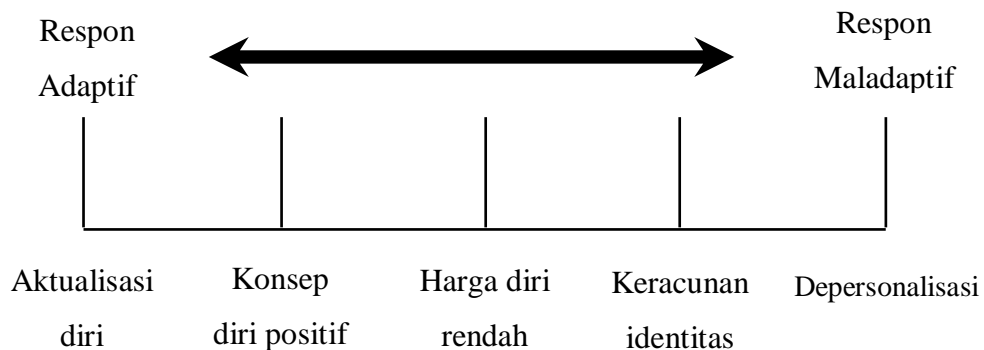 Respon
Adaptif
Respon
Maladaptif
Aktualisasi
diri
Konsep
diri positif
Harga diri
rendah
Keracunan
identitas
Depersonalisasi